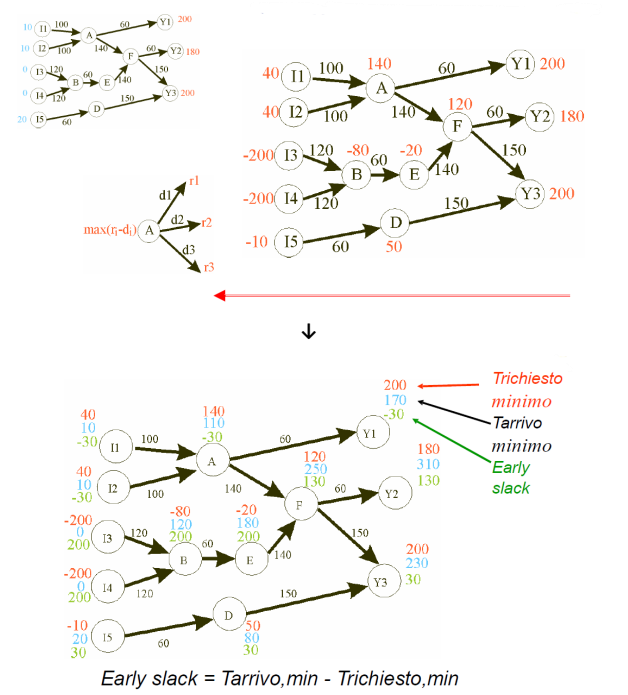 10 I1 100 A 60 Y1 200
10 I2 100 140 F 60 Y2 180
0 I3 120 B 60 E 140 150
0 I4 120 Y3 200
20 I5 60 D 150
40 I1 100 140 A 60 Y1 200
40 I2 100 140 120 F 60 Y2 180
-200 I3 120 -80 B 60 -20 E 140 150
-200 I4 120 Y3 200
-10 I5 60 D 50 150
max(ri-di) A
d1 r1
d2 r2
d3 r3
200 Trichiesto
170 minimo
-30 Tarrivo
minimo
Early
slack
40
10
-30
I1 100
140
110
-30
A 60 Y1
40
10
-30
I2 100 140
120
250
130
F 60 Y2
180
310
130
-200
0
200
I3 120
-80
120
200
B 60
-20
180
200
E 140 150
-200
0
200
I4 120
Y3
200
230
30
-10
20
30
I5 60 D 150
50
80
30
Early slack = Tarrivo,min - Trichiesto,min